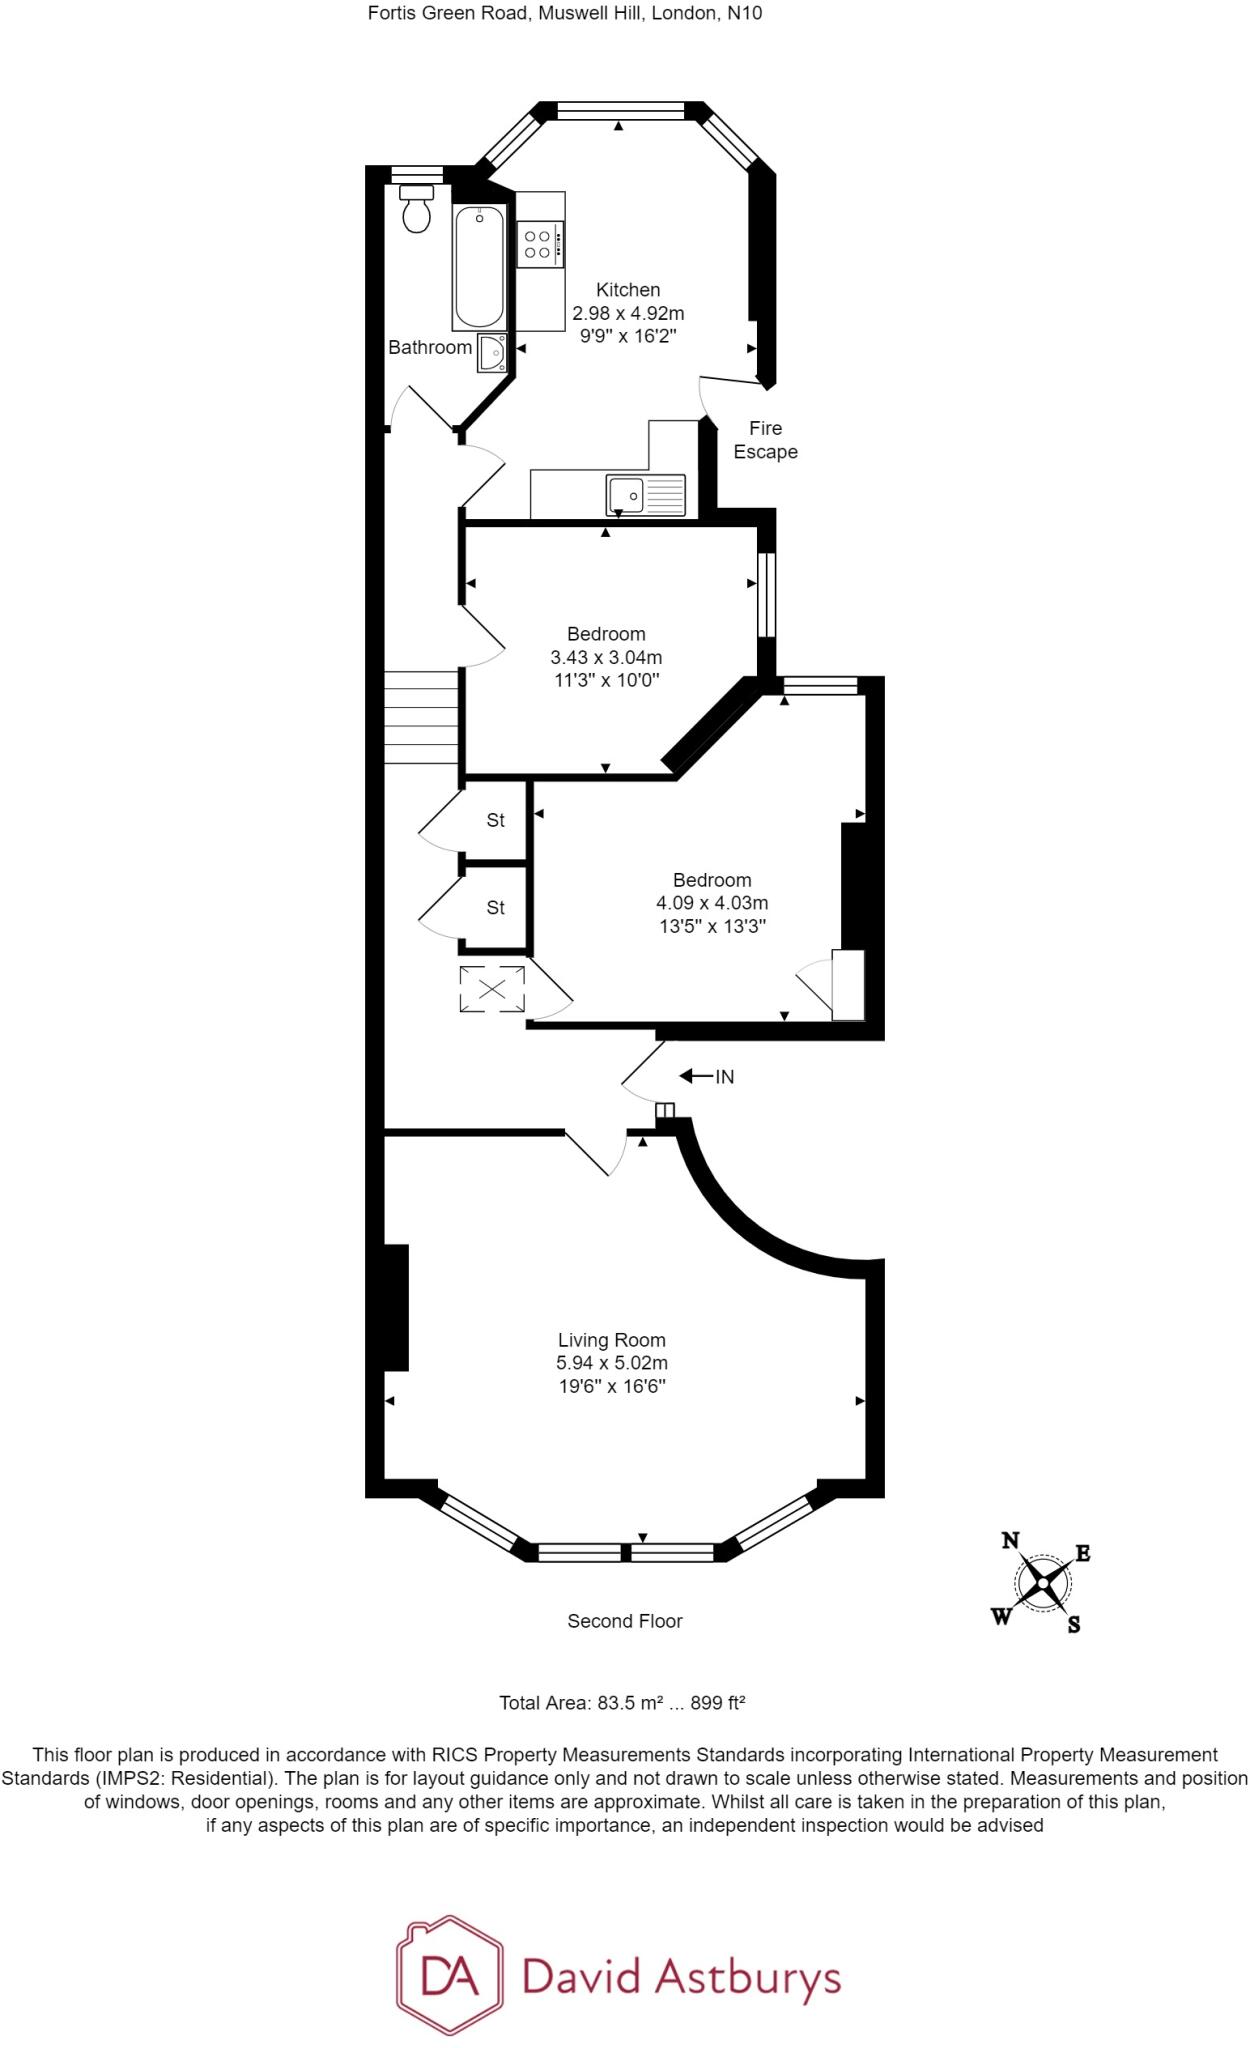 Fortis Green Road, Muswell Hill, London, N10
Kitchen
2.98 x 4.92m
9'9" x 16'2"
Bathroom
Fire
Escape
Bedroom
3.43 x 3.04m
11'3" x 10'0"
St
St
Bedroom
4.09 x 4.03m
13'5" x 13'3"
IN
Living Room
5.94 x 5.02m
19'6" x 16'6"
N
E
W
S
Second Floor
Total Area: 83.5 m² ... 899 ft²
This floor plan is produced in accordance with RICS Property Measurements Standards incorporating International Property Measurement
Standards (IMPS2: Residential). The plan is for layout guidance only and not drawn to scale unless otherwise stated. Measurements and position
of windows, door openings, rooms and any other items are approximate. Whilst all care is taken in the preparation of this plan,
if any aspects of this plan are of specific importance, an independent inspection would be advised
DA David Astburys